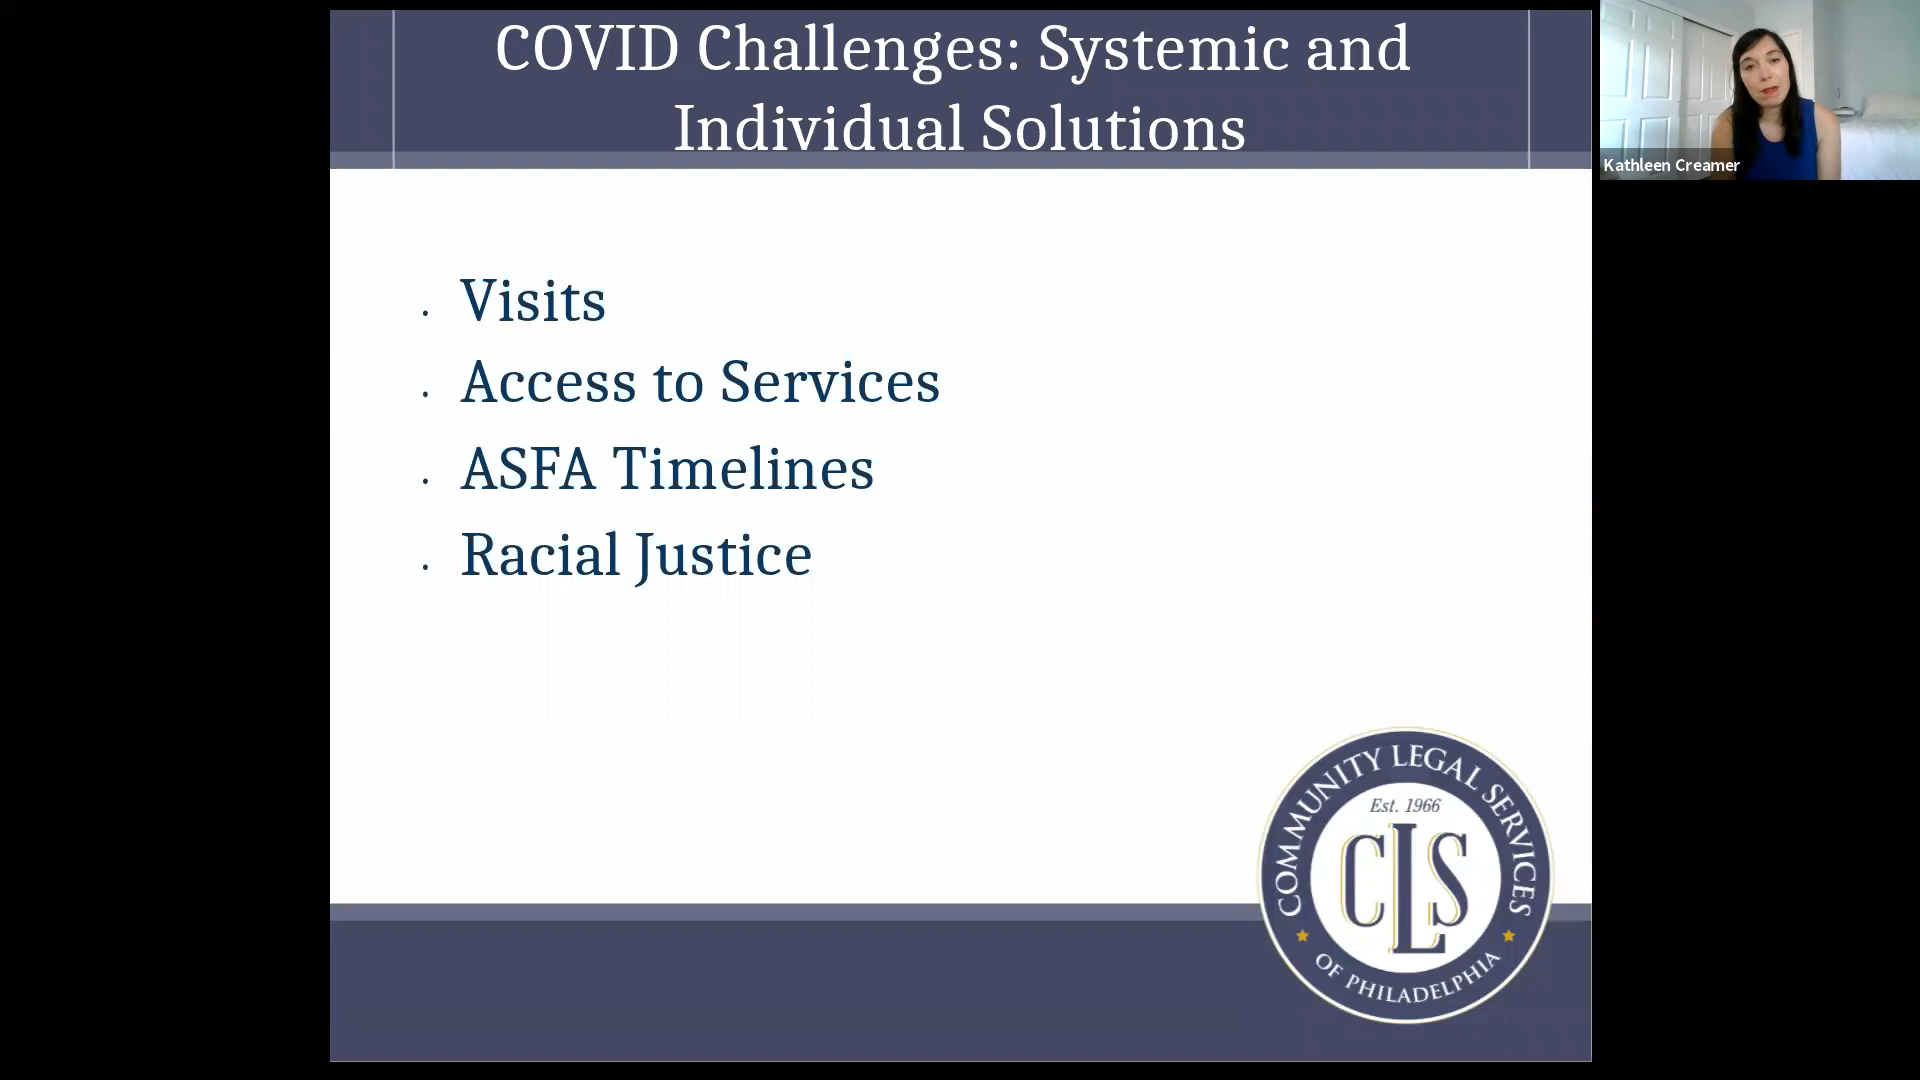 COVID Challenges: Systemic and
Individual Solutions
Kathleen Creamer
. Visits
. Access to Services
. ASFA Timelines
. Racial Justice
COMMUNITY LEGAL SERVICES
Est. 1966
CLS
OF PHILADELPHIA